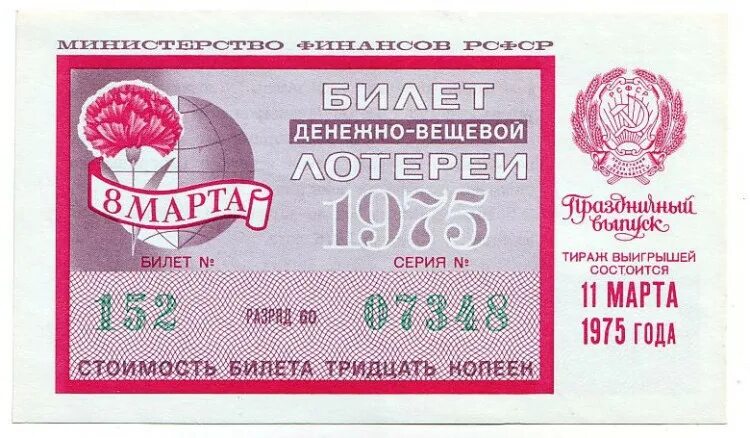 МИНИСТЕРСТВО ФИНАНСОВ РСФСР
БИЛЕТ
ДЕНЕЖНО-ВЕЩЕВОЙ
ЛОТЕРЕИ
1975
8 МАРТА
БИЛЕТ № СЕРИЯ №
152 РАЗРЯД 60 07348
СТОИМОСТЬ БИЛЕТА ТРИДЦАТЬ КОПЕЕК
РСФСР
Праздничный
выпуск
ТИРАЖ ВЫИГРЫШЕЙ
СОСТОИТСЯ
11 МАРТА
1975 ГОДА